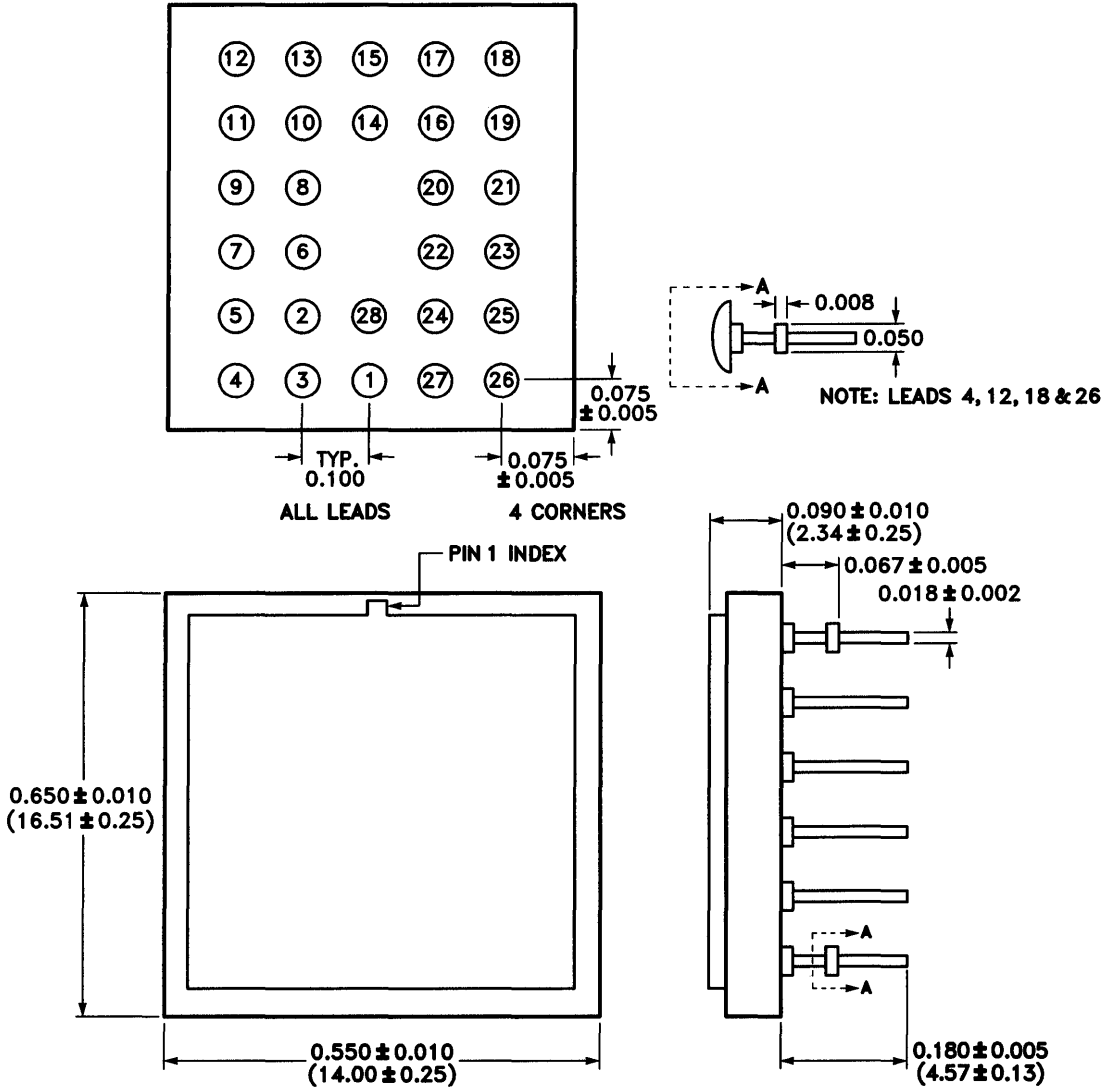 12 13 15 17 18
11 10 14 16 19
9 8 20 21
7 6 22 23
5 2 28 24 25
4 3 1 27 26
0.075
± 0.005
TYP.
0.100
0.075
± 0.005
ALL LEADS
4 CORNERS
A
0.008
0.050
A
NOTE: LEADS 4, 12, 18 & 26
PIN 1 INDEX
0.650 ± 0.010
(16.51 ± 0.25)
0.550 ± 0.010
(14.00 ± 0.25)
0.090 ± 0.010
(2.34 ± 0.25)
0.067 ± 0.005
0.018 ± 0.002
A
A
0.180 ± 0.005
(4.57 ± 0.13)